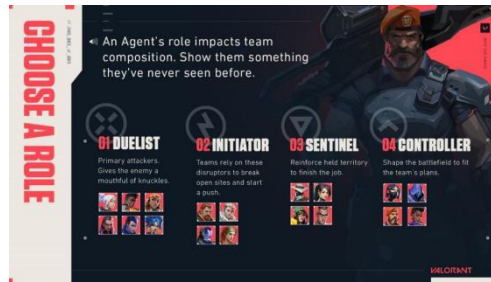 CHOOSE A ROLE
An Agent's role impacts team
composition. Show them something
they've never seen before.
01 DUELIST
Primary attackers.
Gives the enemy a
mouthful of knuckles.
02 INITIATOR
Teams rely on these
disruptors to break
open sites and start
a push.
03 SENTINEL
Reinforce held territory
to finish the job.
04 CONTROLLER
Shape the battlefield to fit
the team's plans.
VALORANT